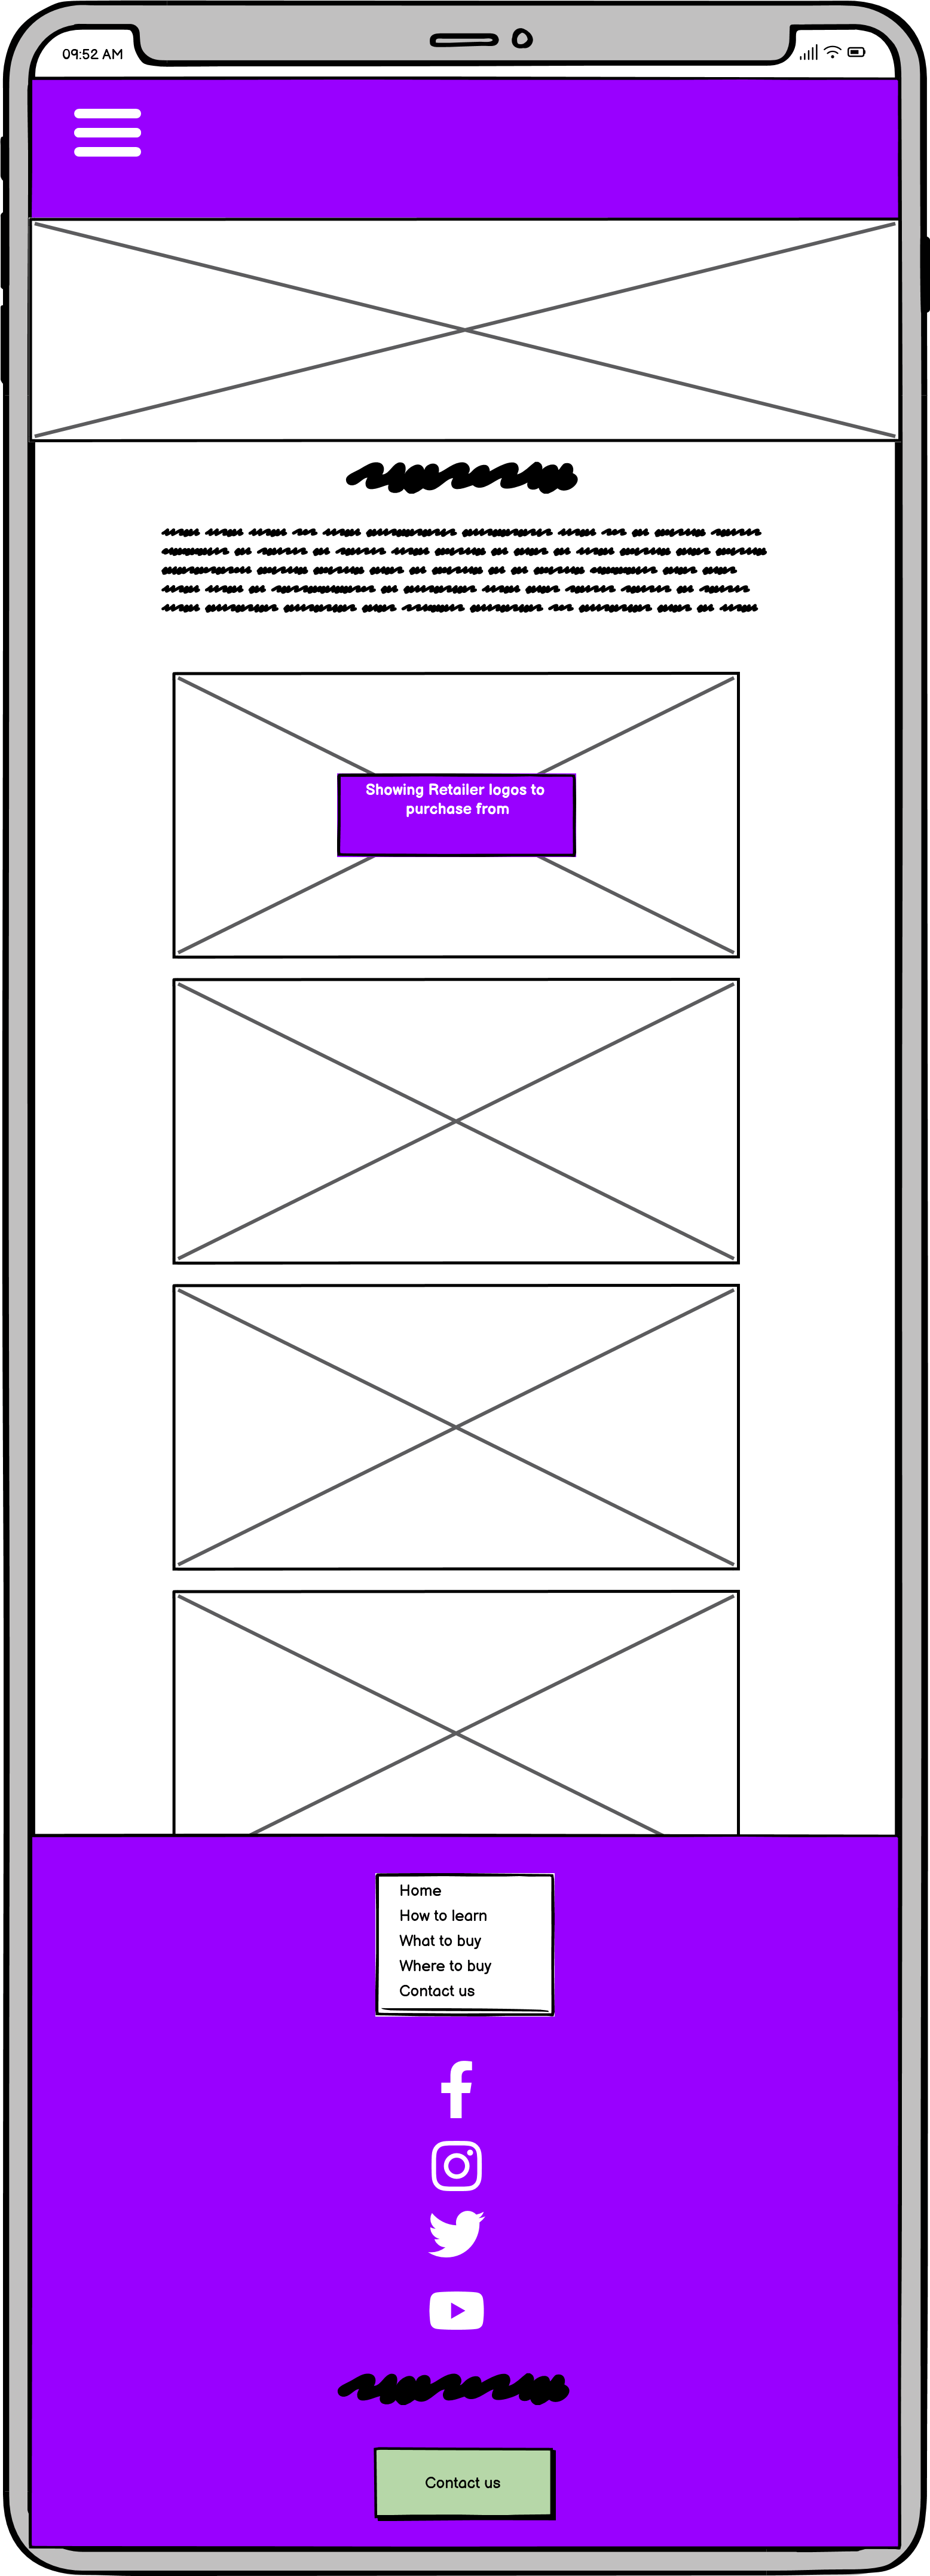 09:52 AM
Showing Retailer logos to
purchase from
Home
How to learn
What to buy
Where to buy
Contact us
Contact us